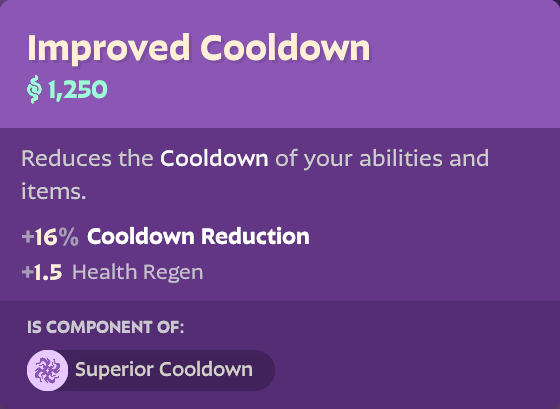 Improved Cooldown
1,250
Reduces the Cooldown of your abilities and
items.
+16% Cooldown Reduction
+1.5 Health Regen
IS COMPONENT OF:
Superior Cooldown